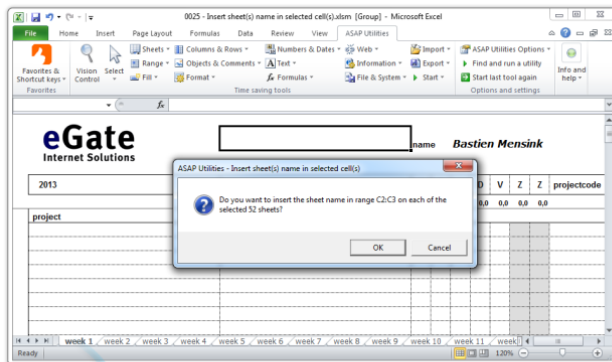 0025 - Insert sheet(s) name in selected cell(s).xlsm [Group] - Microsoft Excel
File Home Insert Page Layout Formulas Data Review View ASAP Utilities
Favorites & Shortcut keys
Vision Control
Select
Sheets Columns & Rows Numbers & Dates Web Import ASAP Utilities Options
Range Objects & Comments Text Information Export Find and run a utility
Fill Format Formulas File & System Start Start last tool again
Info and help
Favorites Time saving tools Options and settings
fx
eGate
Internet Solutions
name Bastien Mensink
ASAP Utilities - Insert sheet(s) name in selected cell(s)
2013
D V Z Z projectcode
Do you want to insert the sheet name in range C2:C3 on each of the
selected 52 sheets?
0,0 0,0 0,0 0,0
project
OK Cancel
week 1 week 2 week 3 week 4 week 5 week 6 week 7 week 8 week 9 week 10 week 11 week
Ready 120%